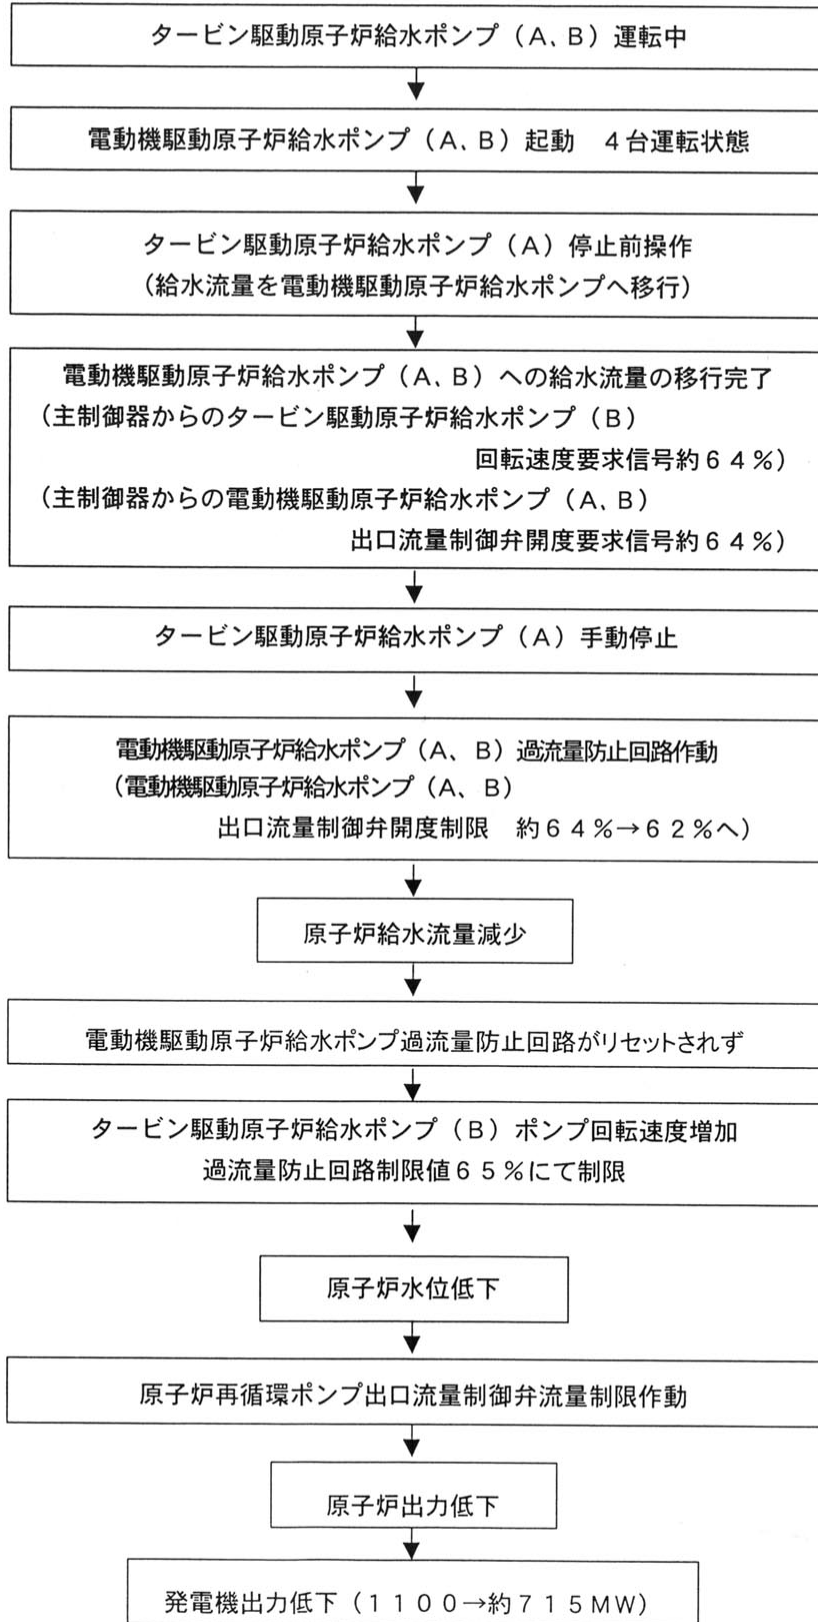 タービン駆動原子炉給水ポンプ（Ａ、Ｂ）運転中
電動機駆動原子炉給水ポンプ（Ａ、Ｂ）起動　４台運転状態
タービン駆動原子炉給水ポンプ（Ａ）停止前操作
（給水流量を電動機駆動原子炉給水ポンプへ移行）
電動機駆動原子炉給水ポンプ（Ａ、Ｂ）への給水流量の移行完了
（主制御器からのタービン駆動原子炉給水ポンプ（Ｂ）
回転速度要求信号約６４％）
（主制御器からの電動機駆動原子炉給水ポンプ（Ａ、Ｂ）
出口流量制御弁開度要求信号約６４％）
タービン駆動原子炉給水ポンプ（Ａ）手動停止
電動機駆動原子炉給水ポンプ（Ａ、Ｂ）過流量防止回路作動
（電動機駆動原子炉給水ポンプ（Ａ、Ｂ）
出口流量制御弁開度制限　約６４％→６２％へ）
原子炉給水流量減少
電動機駆動原子炉給水ポンプ過流量防止回路がリセットされず
タービン駆動原子炉給水ポンプ（Ｂ）ポンプ回転速度増加
過流量防止回路制限値６５％にて制限
原子炉水位低下
原子炉再循環ポンプ出口流量制御弁流量制限作動
原子炉出力低下
発電機出力低下（１１００→約７１５ＭＷ）